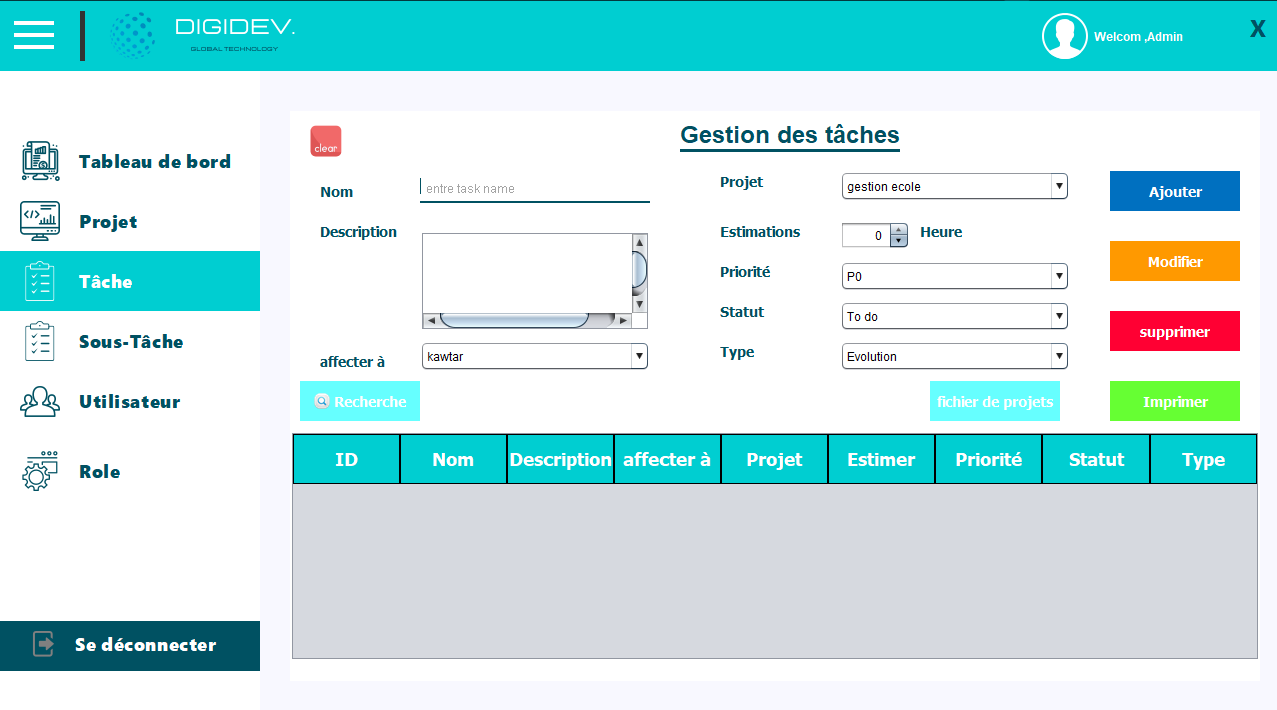 DIGIDEV.
GLOBAL TECHNOLOGY
Welcom ,Admin
X
Tableau de bord
Projet
Tâche
Sous-Tâche
Utilisateur
Role
Se déconnecter
clear
Gestion des tâches
Nom
entre task name
Description
affecter à
kawtar
Projet
gestion ecole
Estimations
0
Heure
Priorité
P0
Statut
To do
Type
Evolution
Ajouter
Modifier
supprimer
Imprimer
Recherche
fichier de projets
ID Nom Description affecter à Projet Estimer Priorité Statut Type